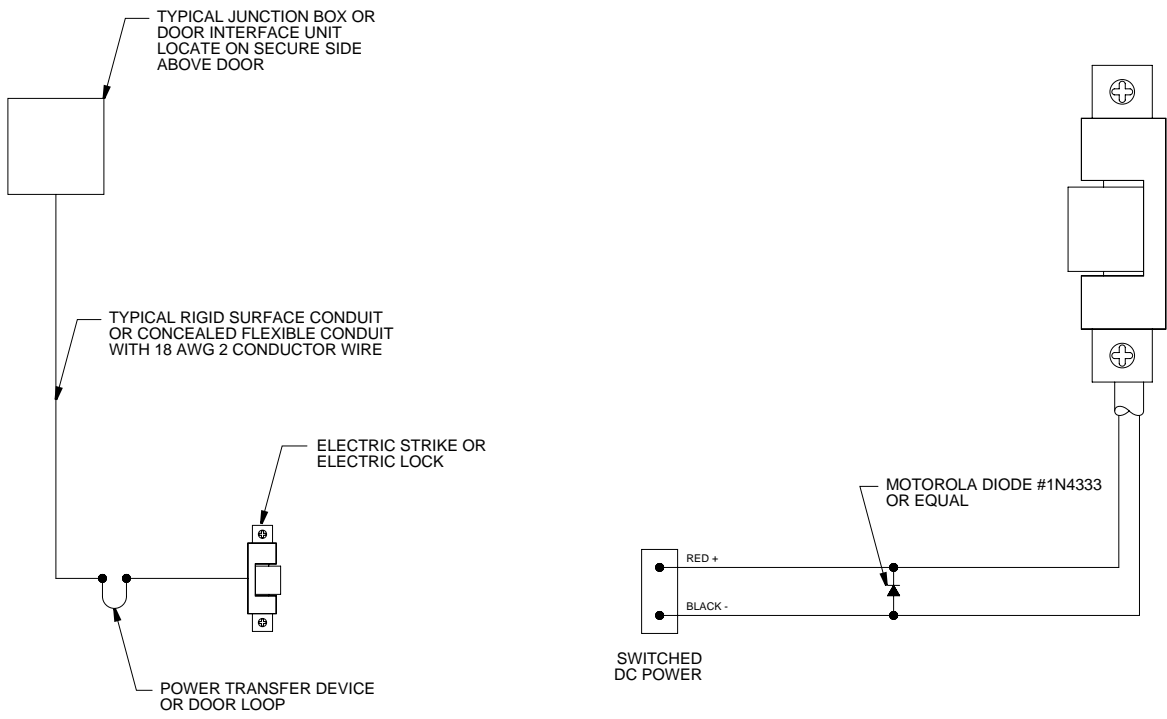 TYPICAL JUNCTION BOX OR
DOOR INTERFACE UNIT
LOCATE ON SECURE SIDE
ABOVE DOOR
TYPICAL RIGID SURFACE CONDUIT
OR CONCEALED FLEXIBLE CONDUIT
WITH 18 AWG 2 CONDUCTOR WIRE
ELECTRIC STRIKE OR
ELECTRIC LOCK
POWER TRANSFER DEVICE
OR DOOR LOOP
MOTOROLA DIODE #1N4333
OR EQUAL
RED +
BLACK -
SWITCHED
DC POWER